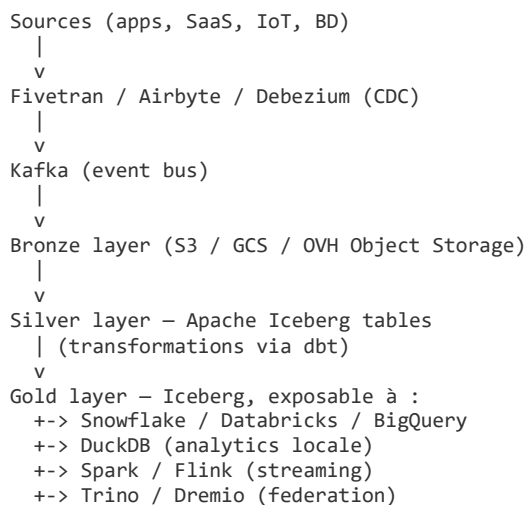 Sources (apps, SaaS, IoT, BD)
  |
  v
Fivetran / Airbyte / Debezium (CDC)
  |
  v
Kafka (event bus)
  |
  v
Bronze layer (S3 / GCS / OVH Object Storage)
  |
  v
Silver layer — Apache Iceberg tables
  | (transformations via dbt)
  v
Gold layer — Iceberg, exposable à :
  +-> Snowflake / Databricks / BigQuery
  +-> DuckDB (analytics locale)
  +-> Spark / Flink (streaming)
  +-> Trino / Dremio (federation)